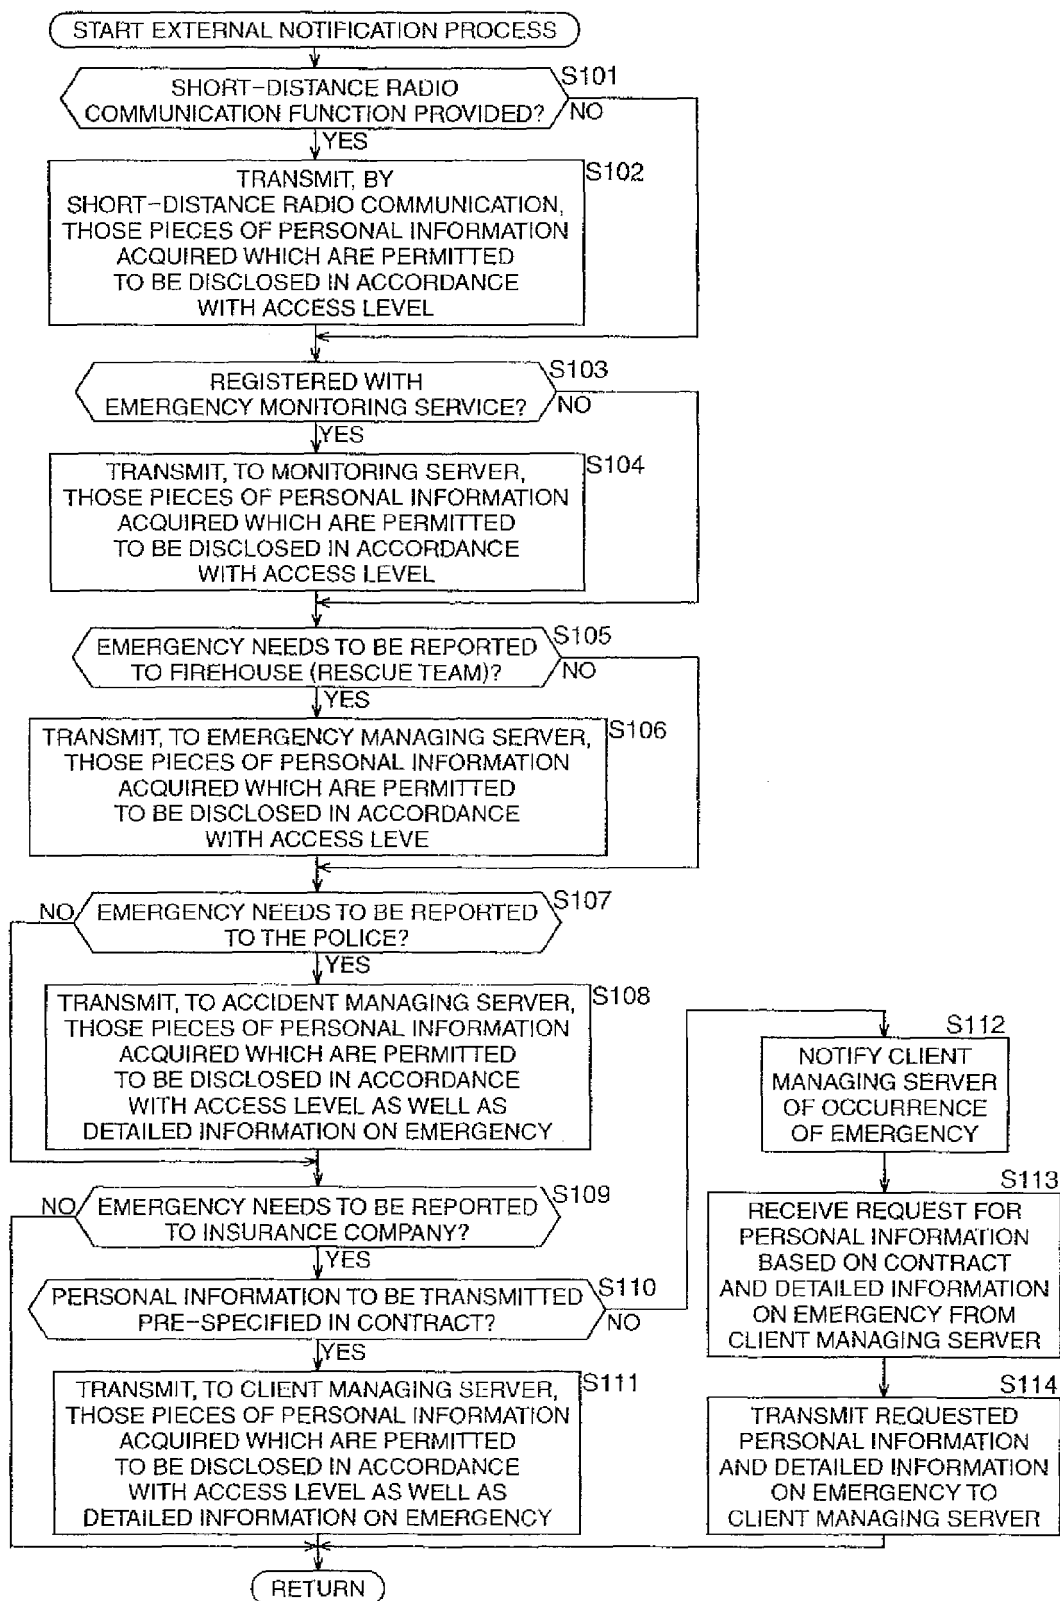 START EXTERNAL NOTIFICATION PROCESS
S101
SHORT-DISTANCE RADIO
COMMUNICATION FUNCTION PROVIDED?
NO
YES
S102
TRANSMIT, BY
SHORT-DISTANCE RADIO COMMUNICATION,
THOSE PIECES OF PERSONAL INFORMATION
ACQUIRED WHICH ARE PERMITTED
TO BE DISCLOSED IN ACCORDANCE
WITH ACCESS LEVEL
S103
REGISTERED WITH
EMERGENCY MONITORING SERVICE?
NO
YES
S104
TRANSMIT, TO MONITORING SERVER,
THOSE PIECES OF PERSONAL INFORMATION
ACQUIRED WHICH ARE PERMITTED
TO BE DISCLOSED IN ACCORDANCE
WITH ACCESS LEVEL
S105
EMERGENCY NEEDS TO BE REPORTED
TO FIREHOUSE (RESCUE TEAM)?
NO
YES
S106
TRANSMIT, TO EMERGENCY MANAGING SERVER,
THOSE PIECES OF PERSONAL INFORMATION
ACQUIRED WHICH ARE PERMITTED
TO BE DISCLOSED IN ACCORDANCE
WITH ACCESS LEVE
S107
NO
EMERGENCY NEEDS TO BE REPORTED
TO THE POLICE?
YES
S108
TRANSMIT, TO ACCIDENT MANAGING SERVER,
THOSE PIECES OF PERSONAL INFORMATION
ACQUIRED WHICH ARE PERMITTED
TO BE DISCLOSED IN ACCORDANCE
WITH ACCESS LEVEL AS WELL AS
DETAILED INFORMATION ON EMERGENCY
S109
NO
EMERGENCY NEEDS TO BE REPORTED
TO INSURANCE COMPANY?
YES
S110
PERSONAL INFORMATION TO BE TRANSMITTED
PRE-SPECIFIED IN CONTRACT?
NO
YES
S111
TRANSMIT, TO CLIENT MANAGING SERVER,
THOSE PIECES OF PERSONAL INFORMATION
ACQUIRED WHICH ARE PERMITTED
TO BE DISCLOSED IN ACCORDANCE
WITH ACCESS LEVEL AS WELL AS
DETAILED INFORMATION ON EMERGENCY
S112
NOTIFY CLIENT
MANAGING SERVER
OF OCCURRENCE
OF EMERGENCY
S113
RECEIVE REQUEST FOR
PERSONAL INFORMATION
BASED ON CONTRACT
AND DETAILED INFORMATION
ON EMERGENCY FROM
CLIENT MANAGING SERVER
S114
TRANSMIT REQUESTED
PERSONAL INFORMATION
AND DETAILED INFORMATION
ON EMERGENCY TO
CLIENT MANAGING SERVER
RETURN